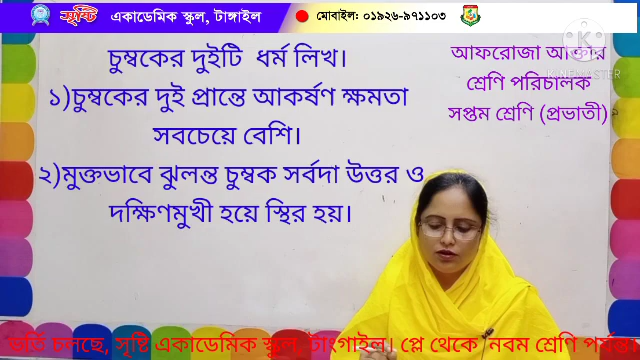 সৃষ্টি একাডেমিক স্কুল, টাঙ্গাইল মোবাইল: ০১৯২৬-৯৭১১০৩
চুম্বকের দুইটি ধর্ম লিখ।
১)চুম্বকের দুই প্রান্তে আকর্ষণ ক্ষমতা
সবচেয়ে বেশি।
২)মুক্তভাবে ঝুলন্ত চুম্বক সর্বদা উত্তর ও
দক্ষিণমুখী হয়ে স্থির হয়।
আফরোজা আক্তার
শ্রেণি পরিচালক
সপ্তম শ্রেণি (প্রভাতী)
KINEMASTER
ভর্তি চলছে, সৃষ্টি একাডেমিক স্কুল, টাংগাইল। প্লে থেকে নবম শ্রেণি পর্যন্ত